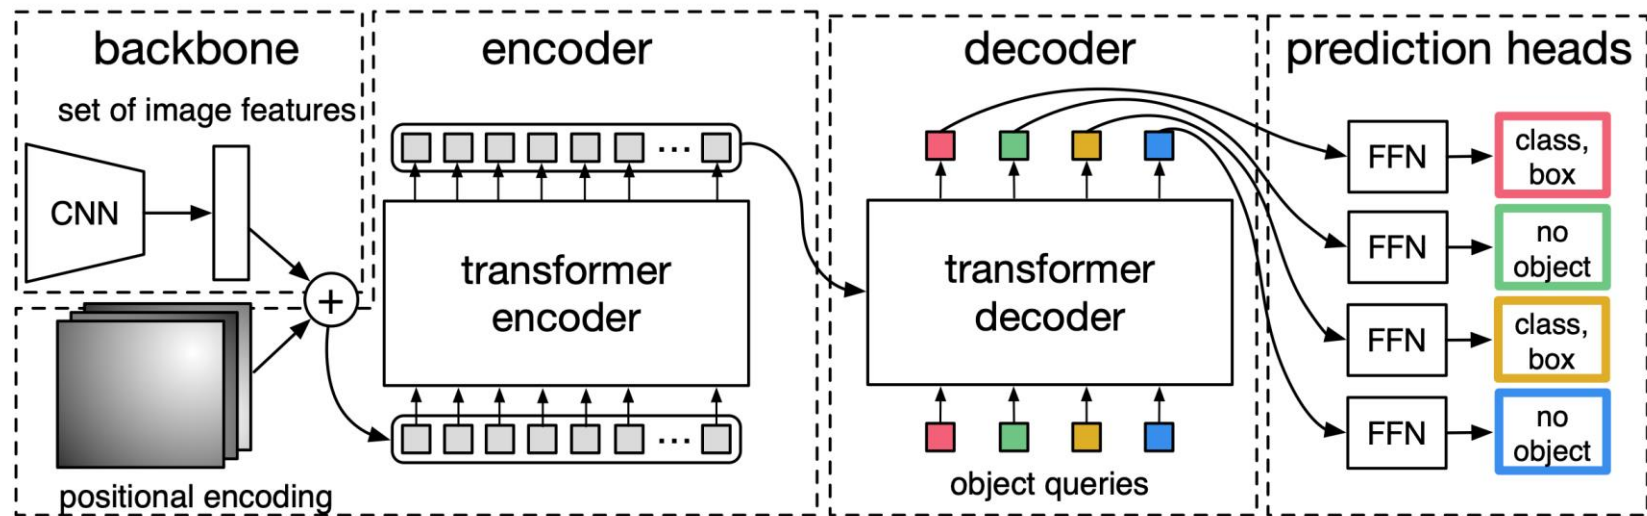 backbone
set of image features
CNN
+
positional encoding
encoder
...
transformer
encoder
...
decoder
transformer
decoder
object queries
prediction heads
FFN
class,
box
FFN
no
object
FFN
class,
box
FFN
no
object